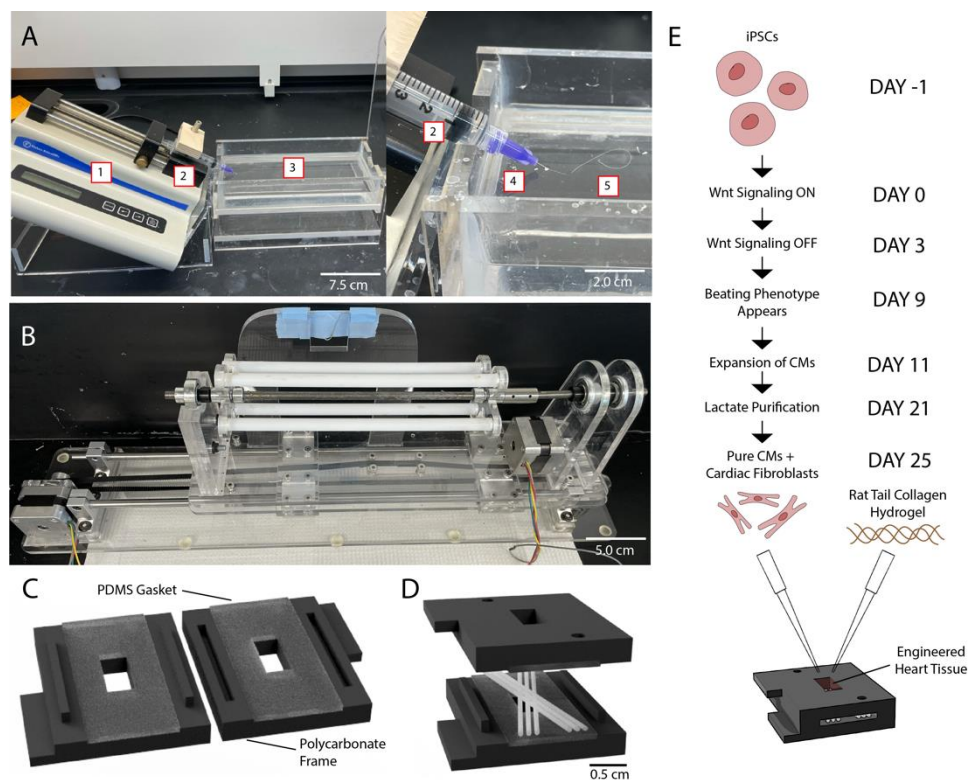 A
1
2
3
7.5 cm
3
2
2
4
5
2.0 cm
B
5.0 cm
C
PDMS Gasket
Polycarbonate
Frame
D
0.5 cm
E
iPSCs
DAY -1
Wnt Signaling ON
DAY 0
Wnt Signaling OFF
DAY 3
Beating Phenotype
Appears
DAY 9
Expansion of CMs
DAY 11
Lactate Purification
DAY 21
Pure CMs +
Cardiac Fibroblasts
DAY 25
Rat Tail Collagen
Hydrogel
Engineered
Heart Tissue